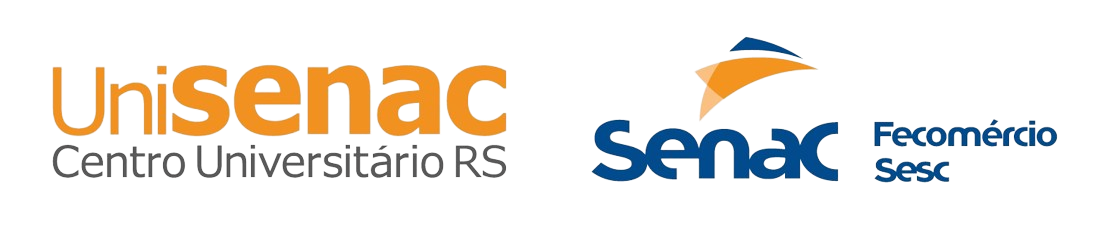 Unisenac
Centro Universitário RS
Senac
Fecomércio
Sesc